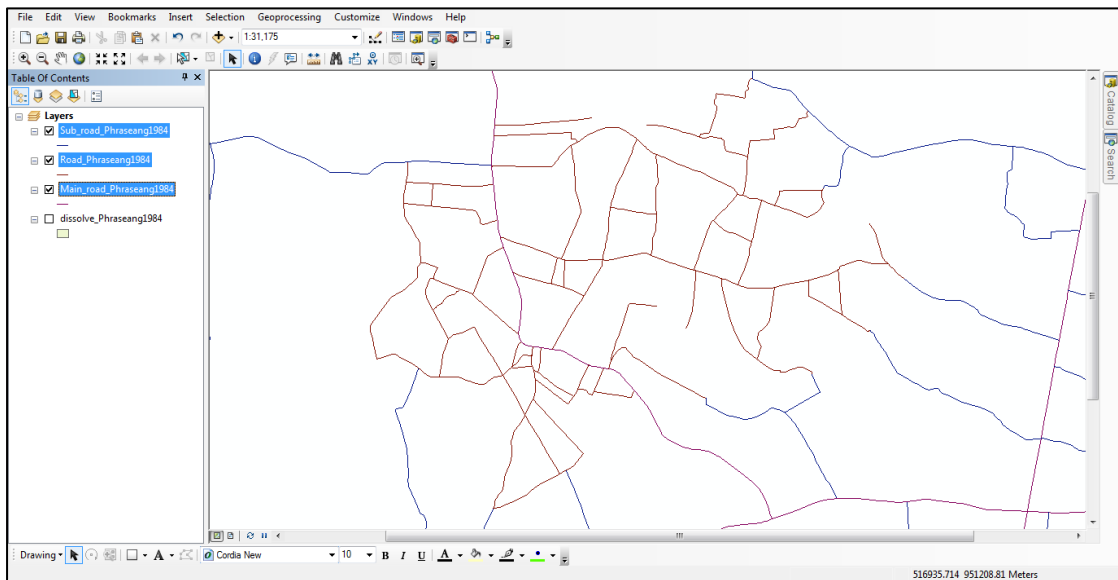 File Edit View Bookmarks Insert Selection Geoprocessing Customize Windows Help
1:31,175
Table Of Contents
Layers
Sub_road_Phraseang1984
Road_Phraseang1984
Main_road_Phraseang1984
dissolve_Phraseang1984
Catalog
Search
Drawing Cordia New 10 B I U A
516935.714 951208.81 Meters